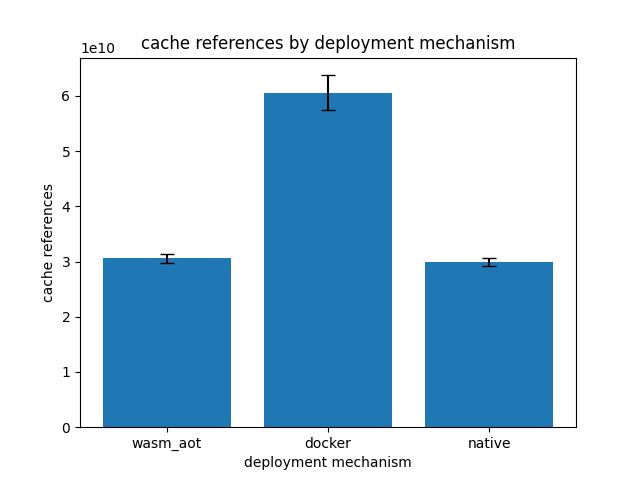 cache references by deployment mechanism
1e10
6
5
4
3
2
1
0
cache references
wasm_aot
docker
native
deployment mechanism